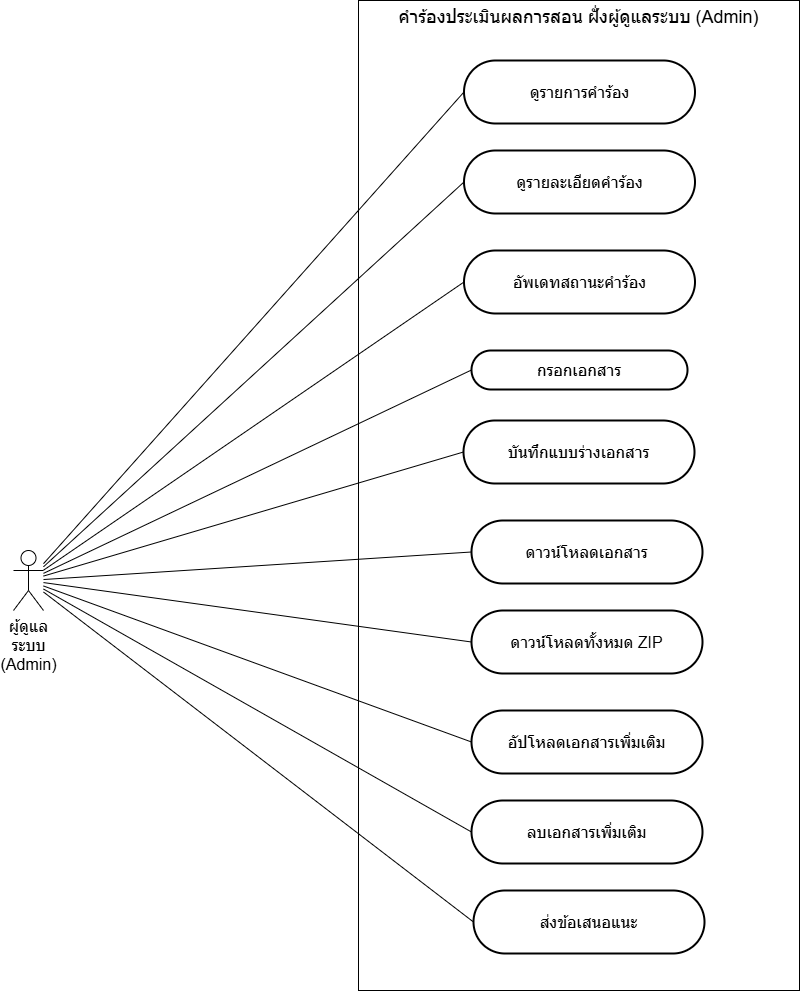 คำร้องประเมินผลการสอน ฝั่งผู้ดูแลระบบ (Admin)
ดูรายการคำร้อง
ดูรายละเอียดคำร้อง
อัพเดทสถานะคำร้อง
กรอกเอกสาร
บันทึกแบบร่างเอกสาร
ดาวน์โหลดเอกสาร
ผู้ดูแล
ระบบ
(Admin)
ดาวน์โหลดทั้งหมด ZIP
อัปโหลดเอกสารเพิ่มเติม
ลบเอกสารเพิ่มเติม
ส่งข้อเสนอแนะ